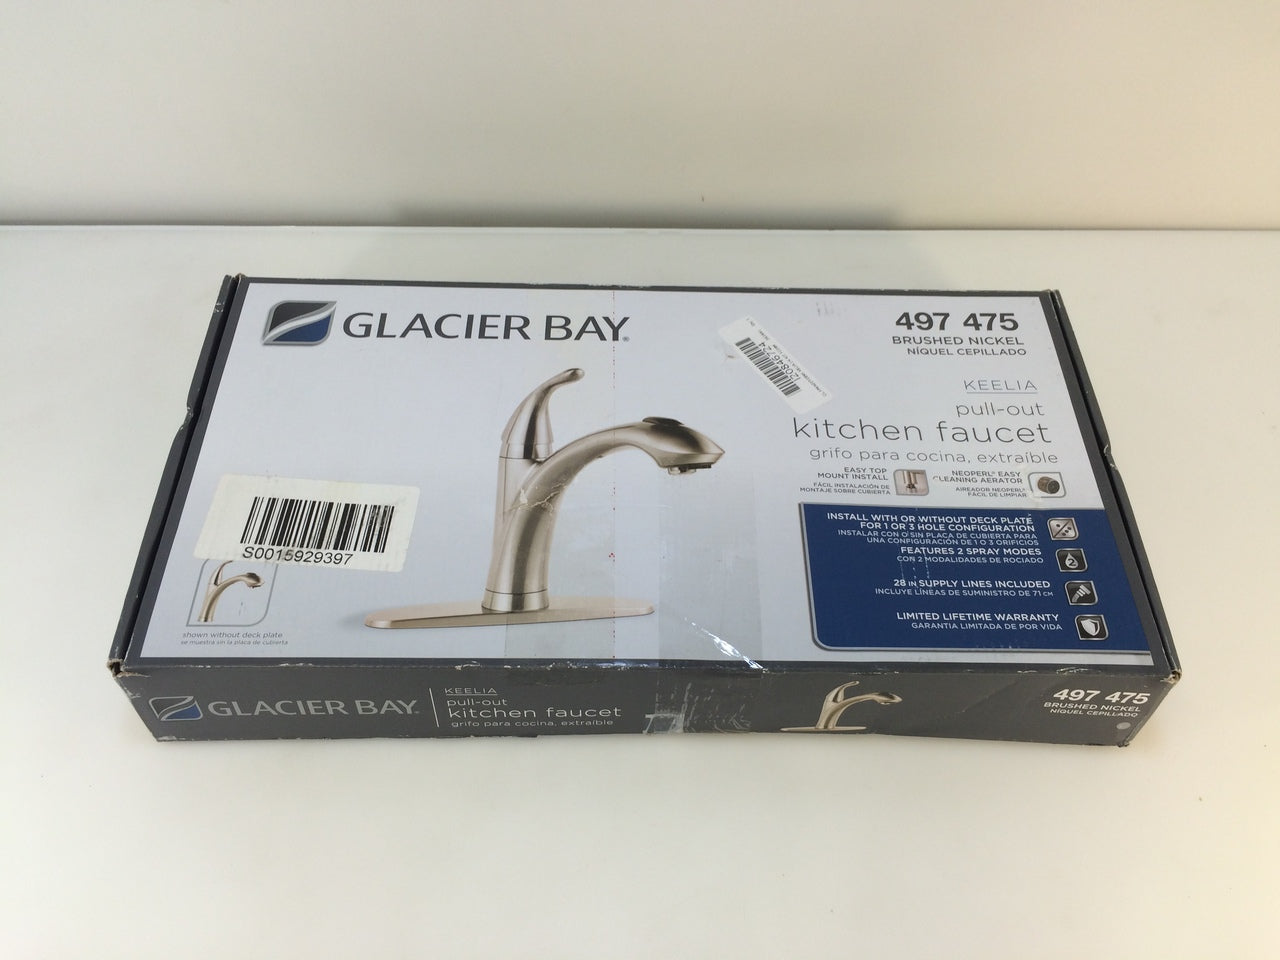 GLACIER BAY®
497 475
BRUSHED NICKEL
NÍQUEL CEPILLADO
KEELIA
pull-out
kitchen faucet
grifo para cocina, extraíble
EASY TOP
MOUNT INSTALL
FÁCIL INSTALACIÓN DE
MONTAJE SOBRE CUBIERTA
NEOPERL® EASY
CLEANING AERATOR
AIREADOR NEOPERL®
FÁCIL DE LIMPIAR
INSTALL WITH OR WITHOUT DECK PLATE
FOR 1 OR 3 HOLE CONFIGURATION
INSTALAR CON O SIN PLACA DE CUBIERTA PARA
UNA CONFIGURACIÓN DE 1 O 3 ORIFICIOS
FEATURES 2 SPRAY MODES
CON 2 MODALIDADES DE ROCIADO
2
28 IN SUPPLY LINES INCLUDED
INCLUYE LÍNEAS DE SUMINISTRO DE 71 CM
LIMITED LIFETIME WARRANTY
GARANTÍA LIMITADA DE POR VIDA
S0015929397
shown without deck plate
se muestra sin la placa de cubierta
GLACIER BAY®
KEELIA
pull-out
kitchen faucet
grifo para cocina, extraíble
497 475
BRUSHED NICKEL
NÍQUEL CEPILLADO